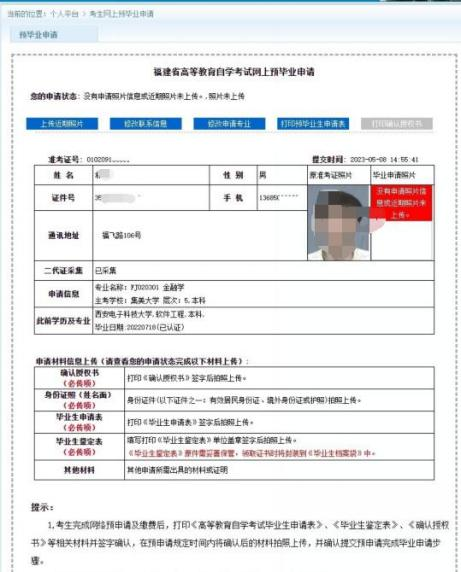 当前的位置：个人平台 > 考生网上预毕业申请
预毕业申请
福建省高等教育自学考试网上预毕业申请
您的申请状态：没有申请照片信息或近期照片未上传。,照片未上传
上传近期照片 修改联系信息 修改申请专业 打印预毕业生申请表 打印确认授权书
准考证号：0102091 提交时间：2023-05-08 14:55:41
姓 名 性 别 男 原准考证照片 毕业申请照片
证件号 35 手 机 13685
没有申请照片信
息或近期照片未
上传。
通讯地址 福飞路106号
二代证采集 已采集
申请信息 专业名称：FJ020301 金融学
主考学校：集美大学 层次：5.本科
此前学历及专业 西安电子科技大学.软件工程.本科.
毕业日期:20220718(已认证)
申请材料信息上传（请查看您的申请状态完成以下材料上传）：
确认授权书
（必传项） 打印《确认授权书》签字后拍照上传。
身份证照（姓名面）
（必传项） 身份证件(以下证件之一：有效居民身份证、境外身份证或护照)拍照上传。
毕业生申请表
（必传项） 打印《毕业生申请表》签字后拍照上传。
毕业生鉴定表
（必传项） 填写打印《毕业生鉴定表》单位盖章签字后拍照上传。
《毕业生鉴定表》原件需妥善保管，领取证书时将封装到《毕业生档案袋》中。
其他材料 其他申请所需出具的材料或证明
提示：
1,考生完成网络预申请及缴费后，打印《高等教育自学考试毕业生申请表》、《毕业生鉴定表》、《确认授权
书》等相关材料并签字确认，在预申请规定时间内将确认后的材料拍照上传，并确认提交预申请完成毕业申请步
骤。